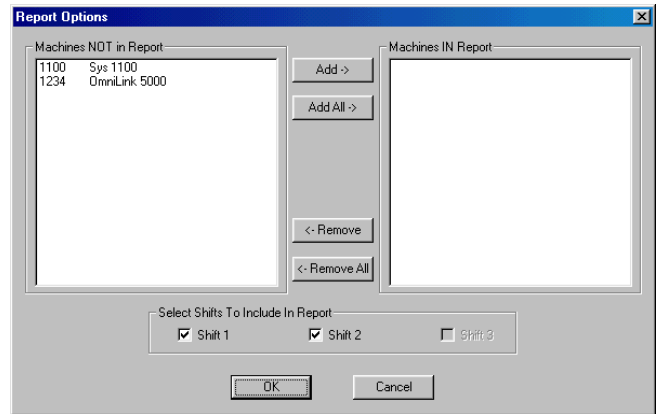 Report Options
Machines NOT in Report
1100 Sys 1100
1234 OmniLink 5000
Add ->
Add All ->
<- Remove
<- Remove All
Machines IN Report
Select Shifts To Include In Report
Shift 1 Shift 2 Shift 3
OK Cancel